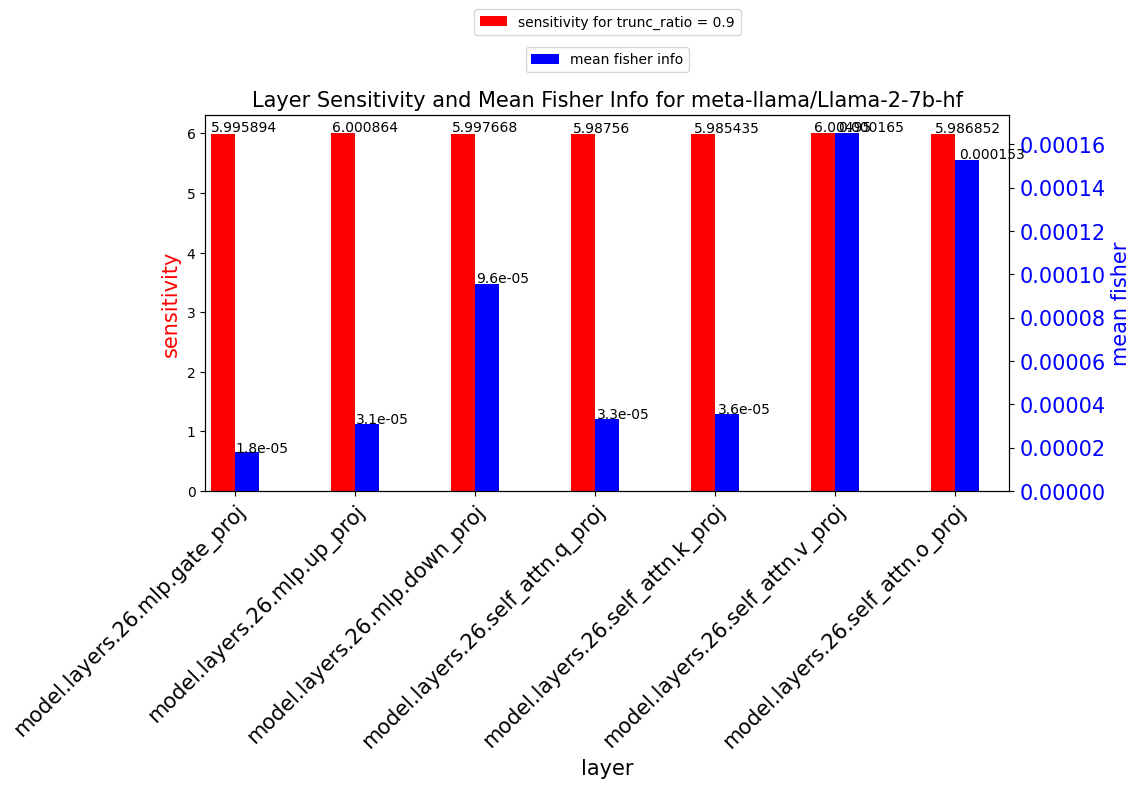 sensitivity for trunc_ratio = 0.9
mean fisher info
Layer Sensitivity and Mean Fisher Info for meta-llama/Llama-2-7b-hf
5.995894
6.000864
5.997668
5.98756
5.985435
6.00495
0.000165
5.986852
0.000153
9.6e-05
3.1e-05
3.3e-05
3.6e-05
1.8e-05
6
5
4
3
2
1
0
sensitivity
0.00016
0.00014
0.00012
0.00010
0.00008
0.00006
0.00004
0.00002
0.00000
mean fisher
model.layers.26.mlp.gate_proj
model.layers.26.mlp.up_proj
model.layers.26.mlp.down_proj
model.layers.26.self_attn.q_proj
model.layers.26.self_attn.k_proj
model.layers.26.self_attn.v_proj
model.layers.26.self_attn.o_proj
layer